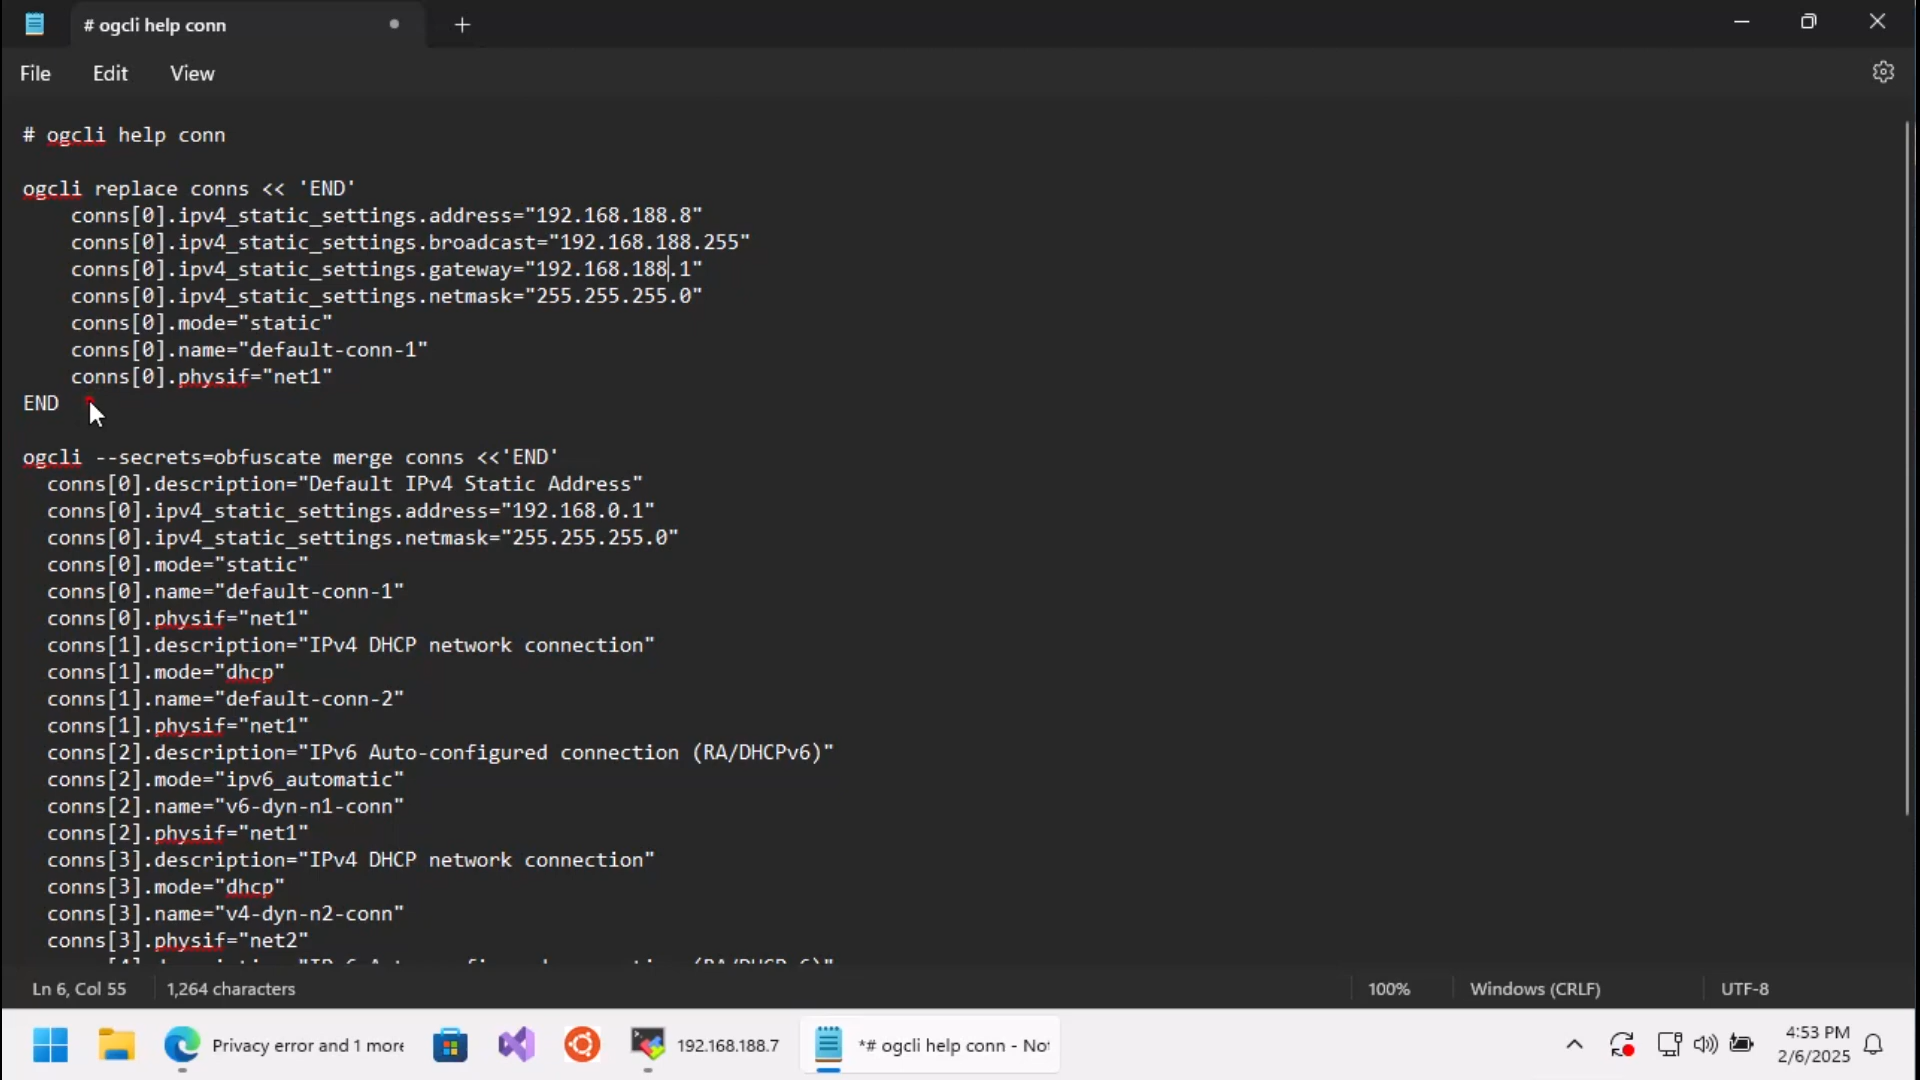 # ogcli help conn
File Edit View
# ogcli help conn
ogcli replace conns << 'END'
conns[0].ipv4_static_settings.address="192.168.188.8"
conns[0].ipv4_static_settings.broadcast="192.168.188.255"
conns[0].ipv4_static_settings.gateway="192.168.188.1"
conns[0].ipv4_static_settings.netmask="255.255.255.0"
conns[0].mode="static"
conns[0].name="default-conn-1"
conns[0].physif="net1"
END
ogcli --secrets=obfuscate merge conns <<'END'
conns[0].description="Default IPv4 Static Address"
conns[0].ipv4_static_settings.address="192.168.0.1"
conns[0].ipv4_static_settings.netmask="255.255.255.0"
conns[0].mode="static"
conns[0].name="default-conn-1"
conns[0].physif="net1"
conns[1].description="IPv4 DHCP network connection"
conns[1].mode="dhcp"
conns[1].name="default-conn-2"
conns[1].physif="net1"
conns[2].description="IPv6 Auto-configured connection (RA/DHCPv6)"
conns[2].mode="ipv6_automatic"
conns[2].name="v6-dyn-n1-conn"
conns[2].physif="net1"
conns[3].description="IPv4 DHCP network connection"
conns[3].mode="dhcp"
conns[3].name="v4-dyn-n2-conn"
conns[3].physif="net2"
Ln 6, Col 55 1,264 characters 100% Windows (CRLF) UTF-8
Privacy error and 1 more 192.168.188.7 *# ogcli help conn - Not 4:53 PM
2/6/2025